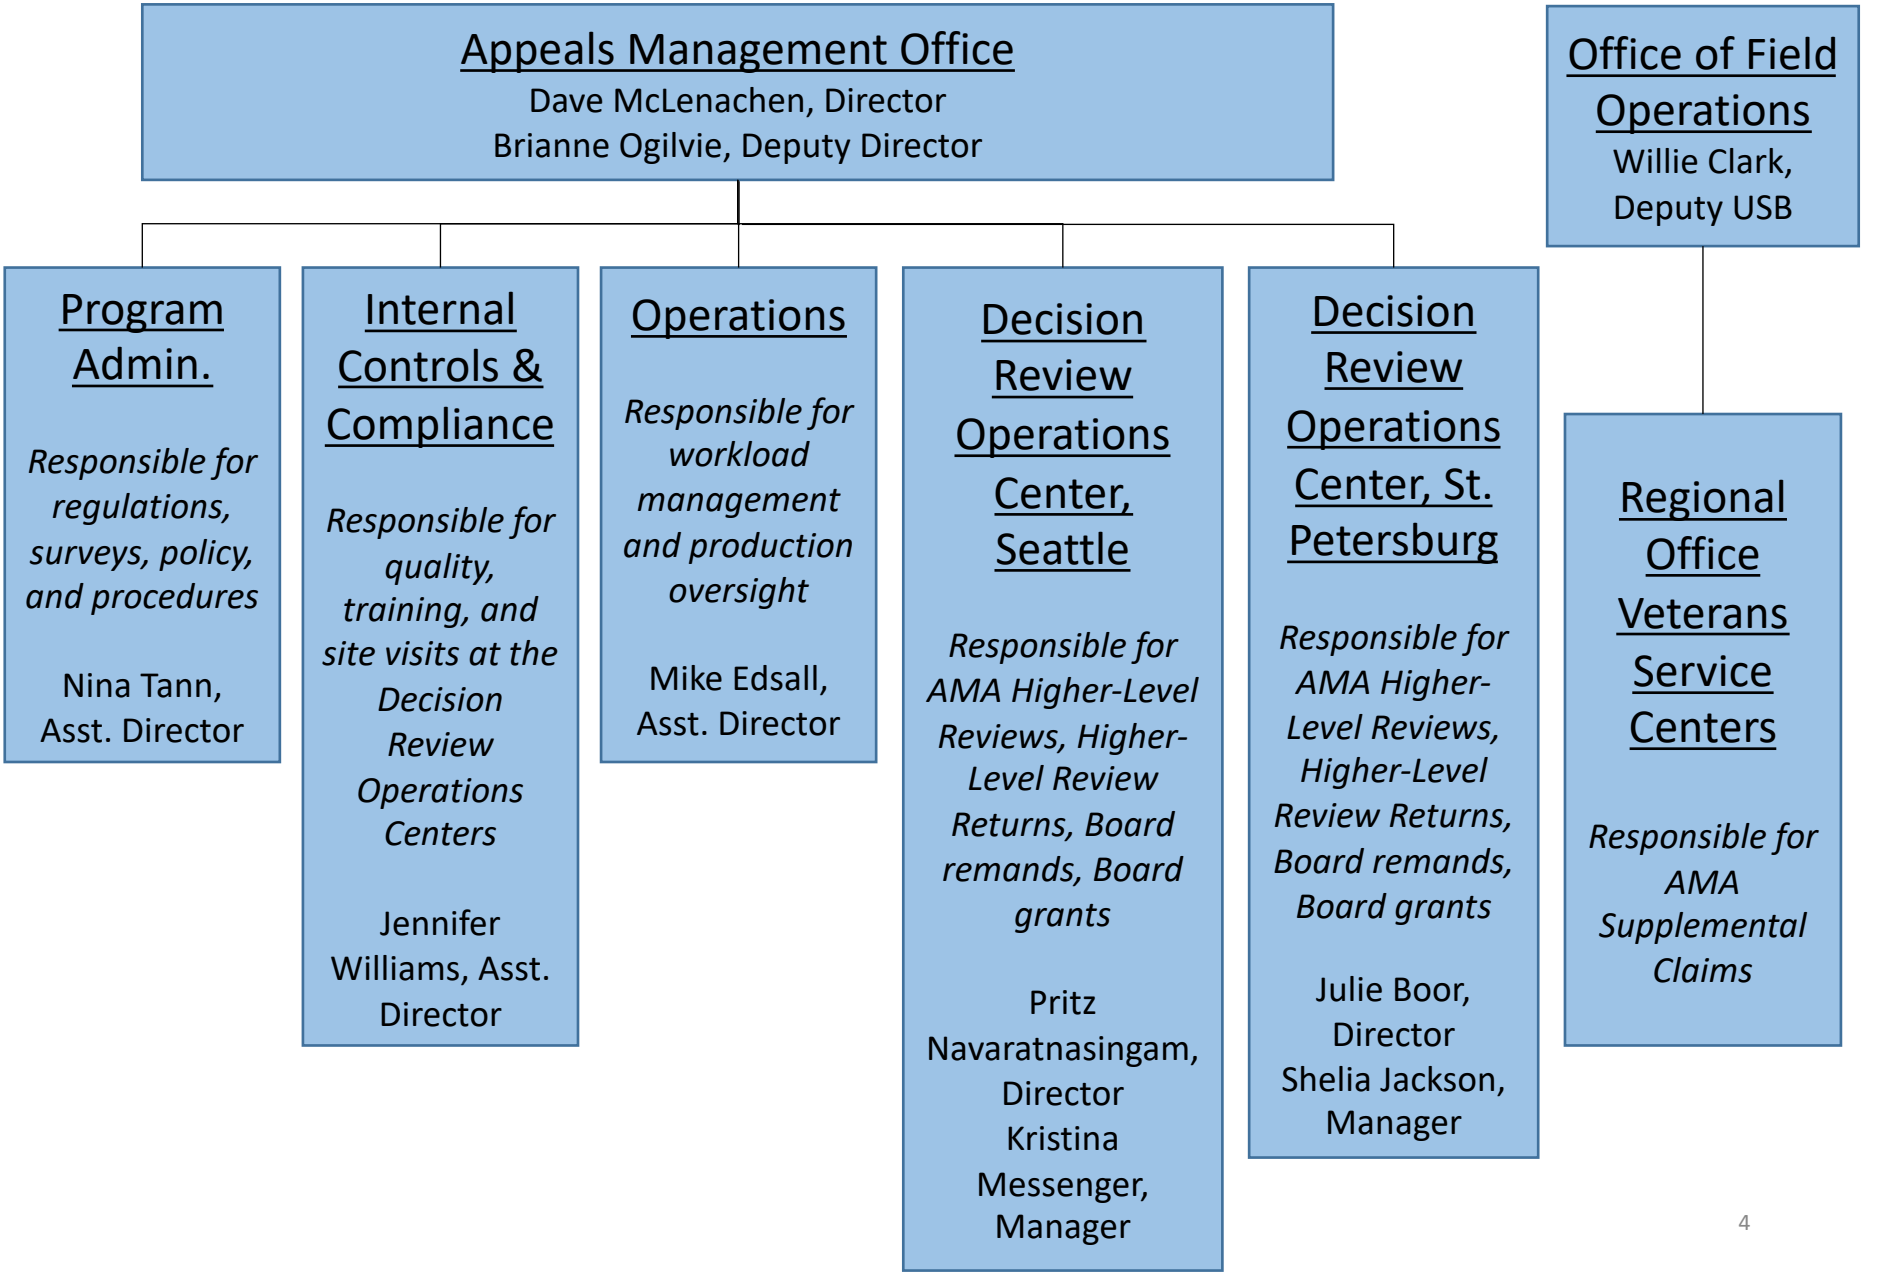 Appeals Management Office
Dave McLenachen, Director
Brianne Ogilvie, Deputy Director
Office of Field
Operations
Willie Clark,
Deputy USB
Program
Admin.
Responsible for
regulations,
surveys, policy,
and procedures
Nina Tann,
Asst. Director
Internal
Controls &
Compliance
Responsible for
quality,
training, and
site visits at the
Decision
Review
Operations
Centers
Jennifer
Williams, Asst.
Director
Operations
Responsible for
workload
management
and production
oversight
Mike Edsall,
Asst. Director
Decision
Review
Operations
Center,
Seattle
Responsible for
AMA Higher-Level
Reviews, Higher-
Level Review
Returns, Board
remands, Board
grants
Pritz
Navaratnasingam,
Director
Kristina
Messenger,
Manager
Decision
Review
Operations
Center, St.
Petersburg
Responsible for
AMA Higher-
Level Reviews,
Higher-Level
Review Returns,
Board remands,
Board grants
Julie Boor,
Director
Shelia Jackson,
Manager
Regional
Office
Veterans
Service
Centers
Responsible for
AMA
Supplemental
Claims
4